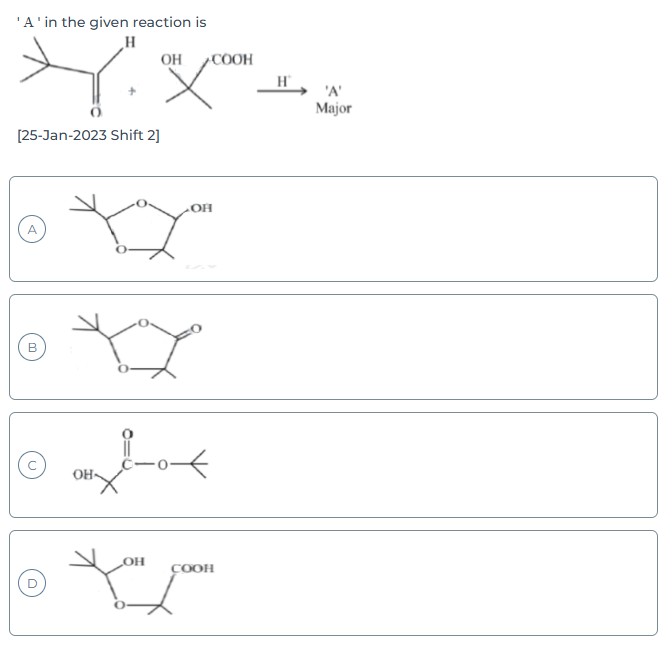 'A' in the given reaction is
H
OH COOH
+
H⁺
'A'
Major
O
[25-Jan-2023 Shift 2]
A
O
OH
O
B
O
O
O
C
O
OH
C—O
D
OH
COOH
O